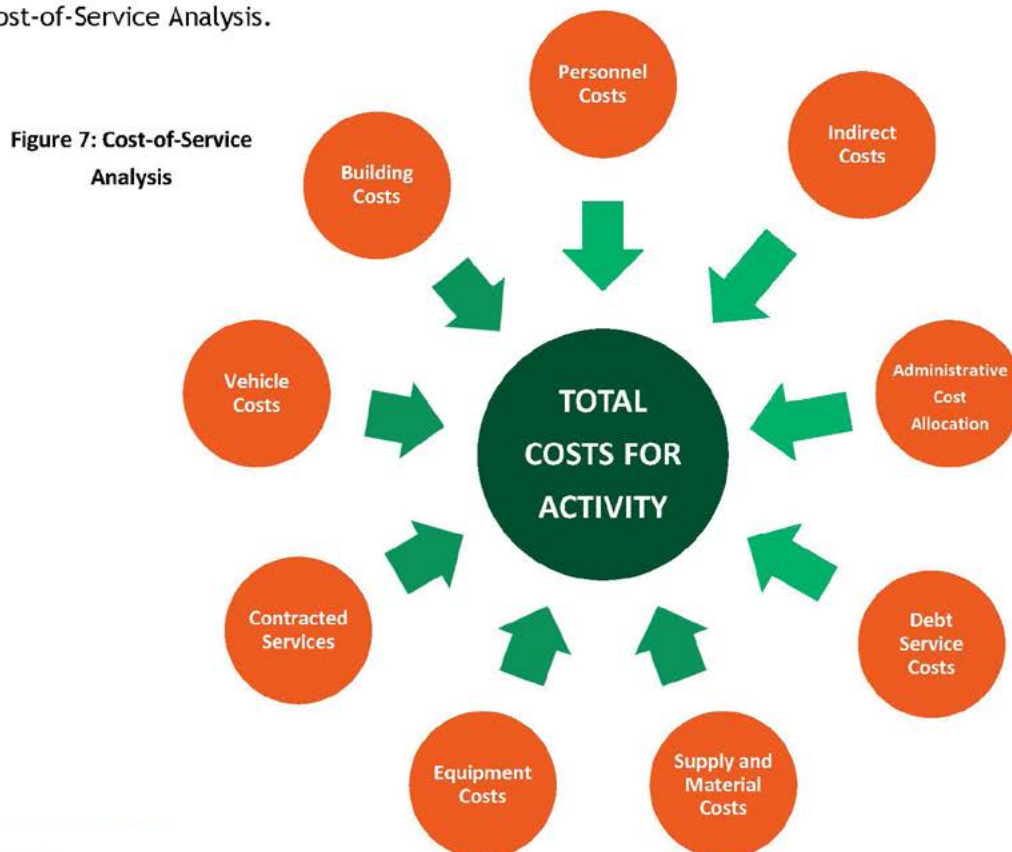 ost-of-Service Analysis.
Figure 7: Cost-of-Service
Analysis
Personnel
Costs
Indirect
Costs
Building
Costs
Vehicle
Costs
TOTAL
COSTS FOR
ACTIVITY
Administrative
Cost
Allocation
Contracted
Services
Debt
Service
Costs
Equipment
Costs
Supply and
Material
Costs